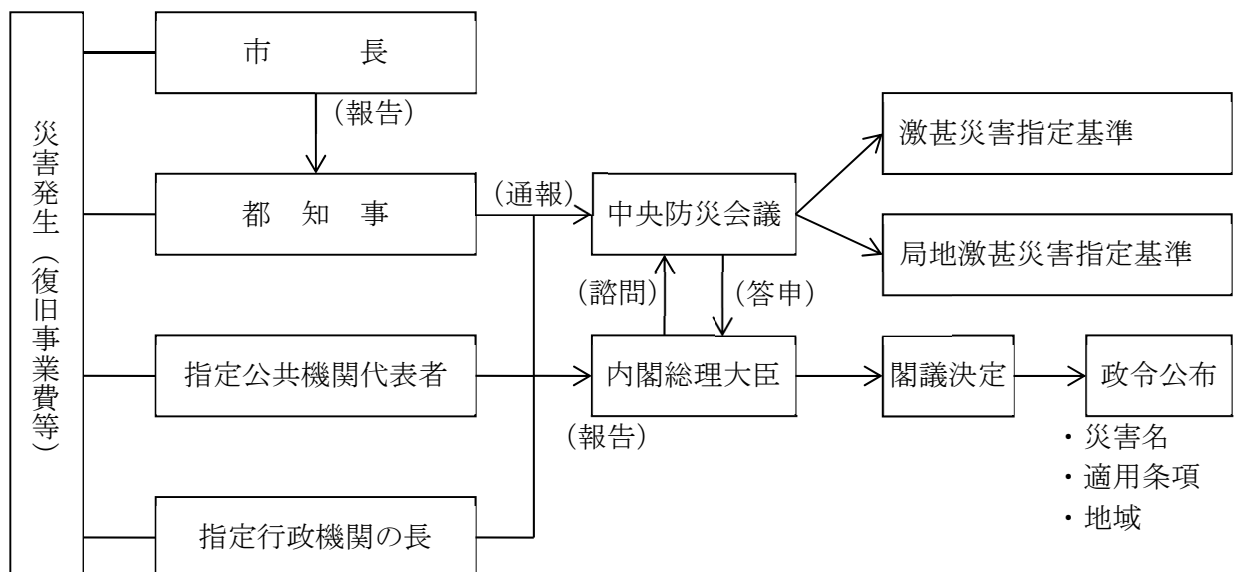 災害発生（復旧事業費等）
市　　長
（報告）
都　知　事
（通報）
中央防災会議
激甚災害指定基準
局地激甚災害指定基準
（諮問）
（答申）
指定公共機関代表者
内閣総理大臣
閣議決定
政令公布
（報告）
・災害名
・適用条項
・地域
指定行政機関の長